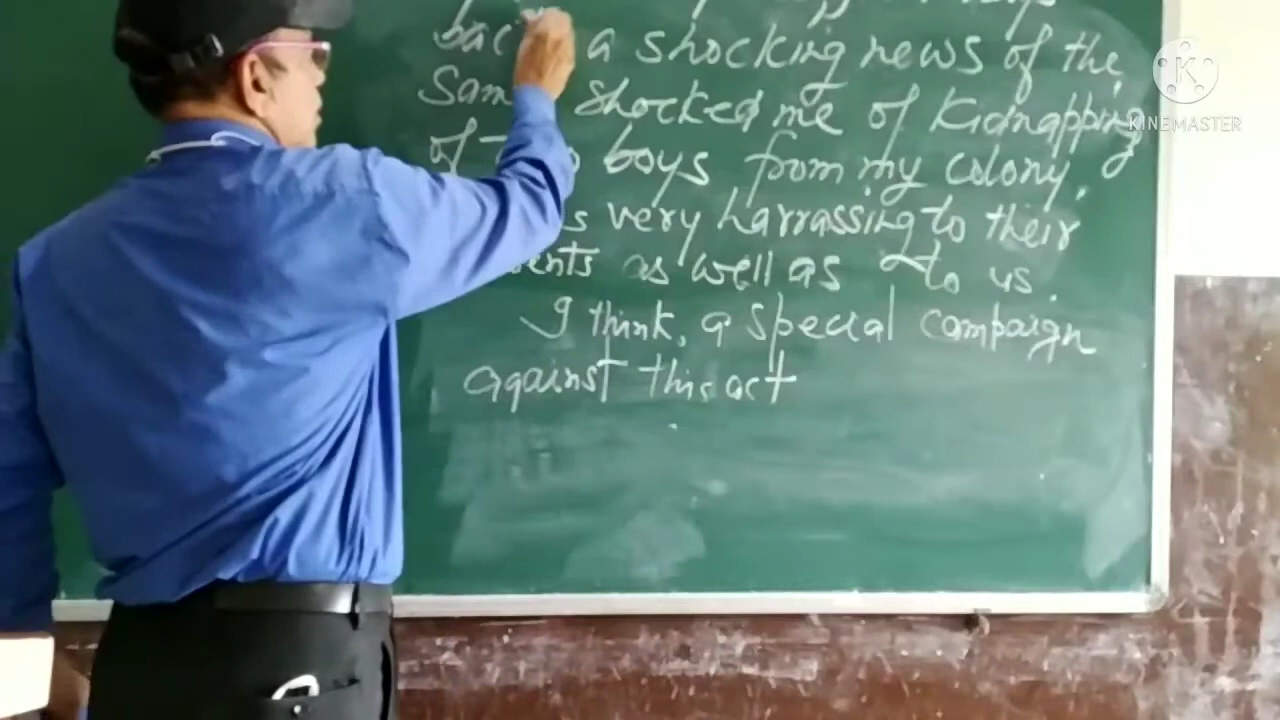 a shocking news of the
shocked me of Kidnapping
of boys from my colony.
very harrassing to their
as well as to us.
I think, a special campaign
against this act
KINEMASTER